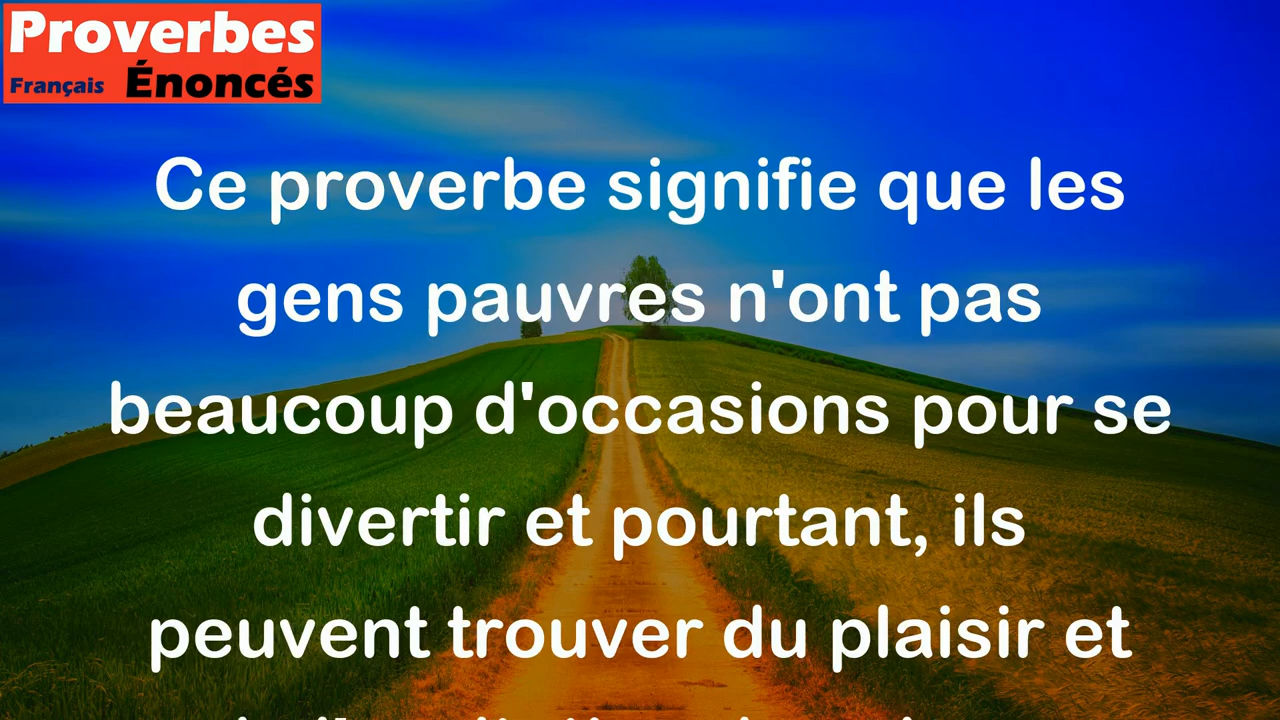 Proverbes
Français Énoncés
Ce proverbe signifie que les
gens pauvres n'ont pas
beaucoup d'occasions pour se
divertir et pourtant, ils
peuvent trouver du plaisir et